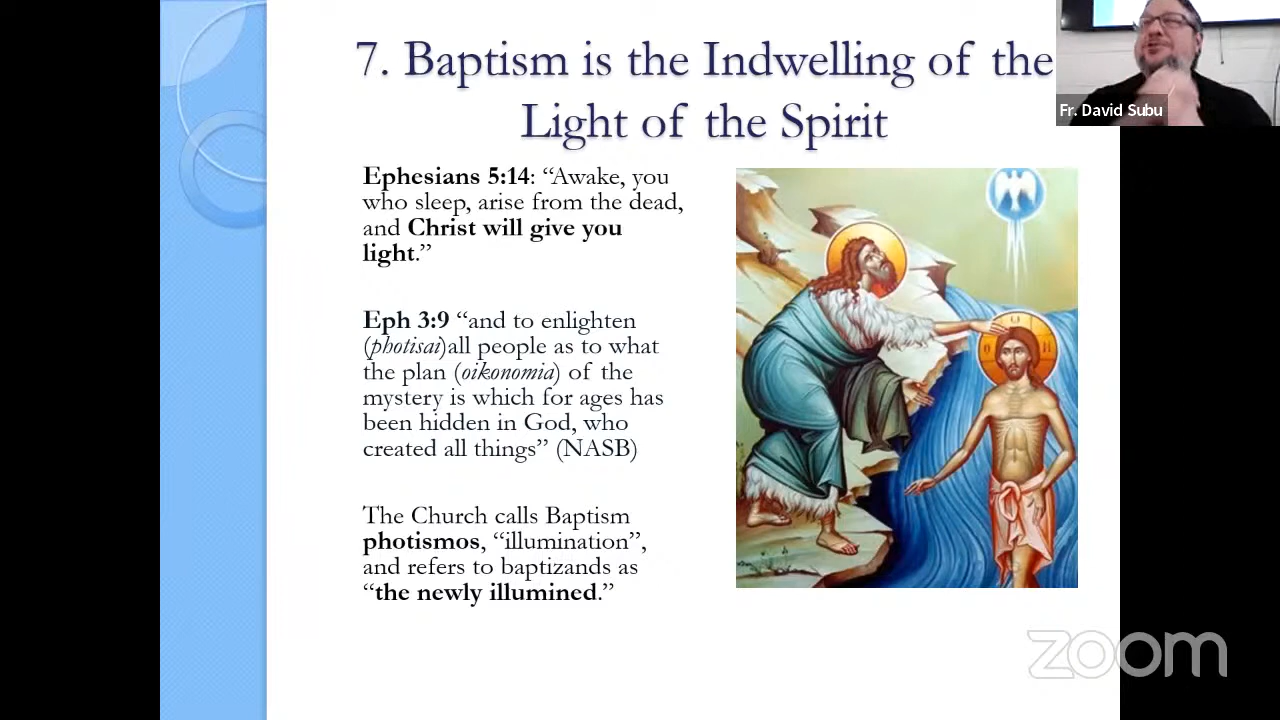 7. Baptism is the Indwelling of the
Light of the Spirit
Fr. David Subu
Ephesians 5:14: “Awake, you
who sleep, arise from the dead,
and Christ will give you
light.”
Eph 3:9 “and to enlighten
(photisai)all people as to what
the plan (oikonomia) of the
mystery is which for ages has
been hidden in God, who
created all things” (NASB)
The Church calls Baptism
photismos, “illumination”,
and refers to baptizands as
“the newly illumined.”
zoom